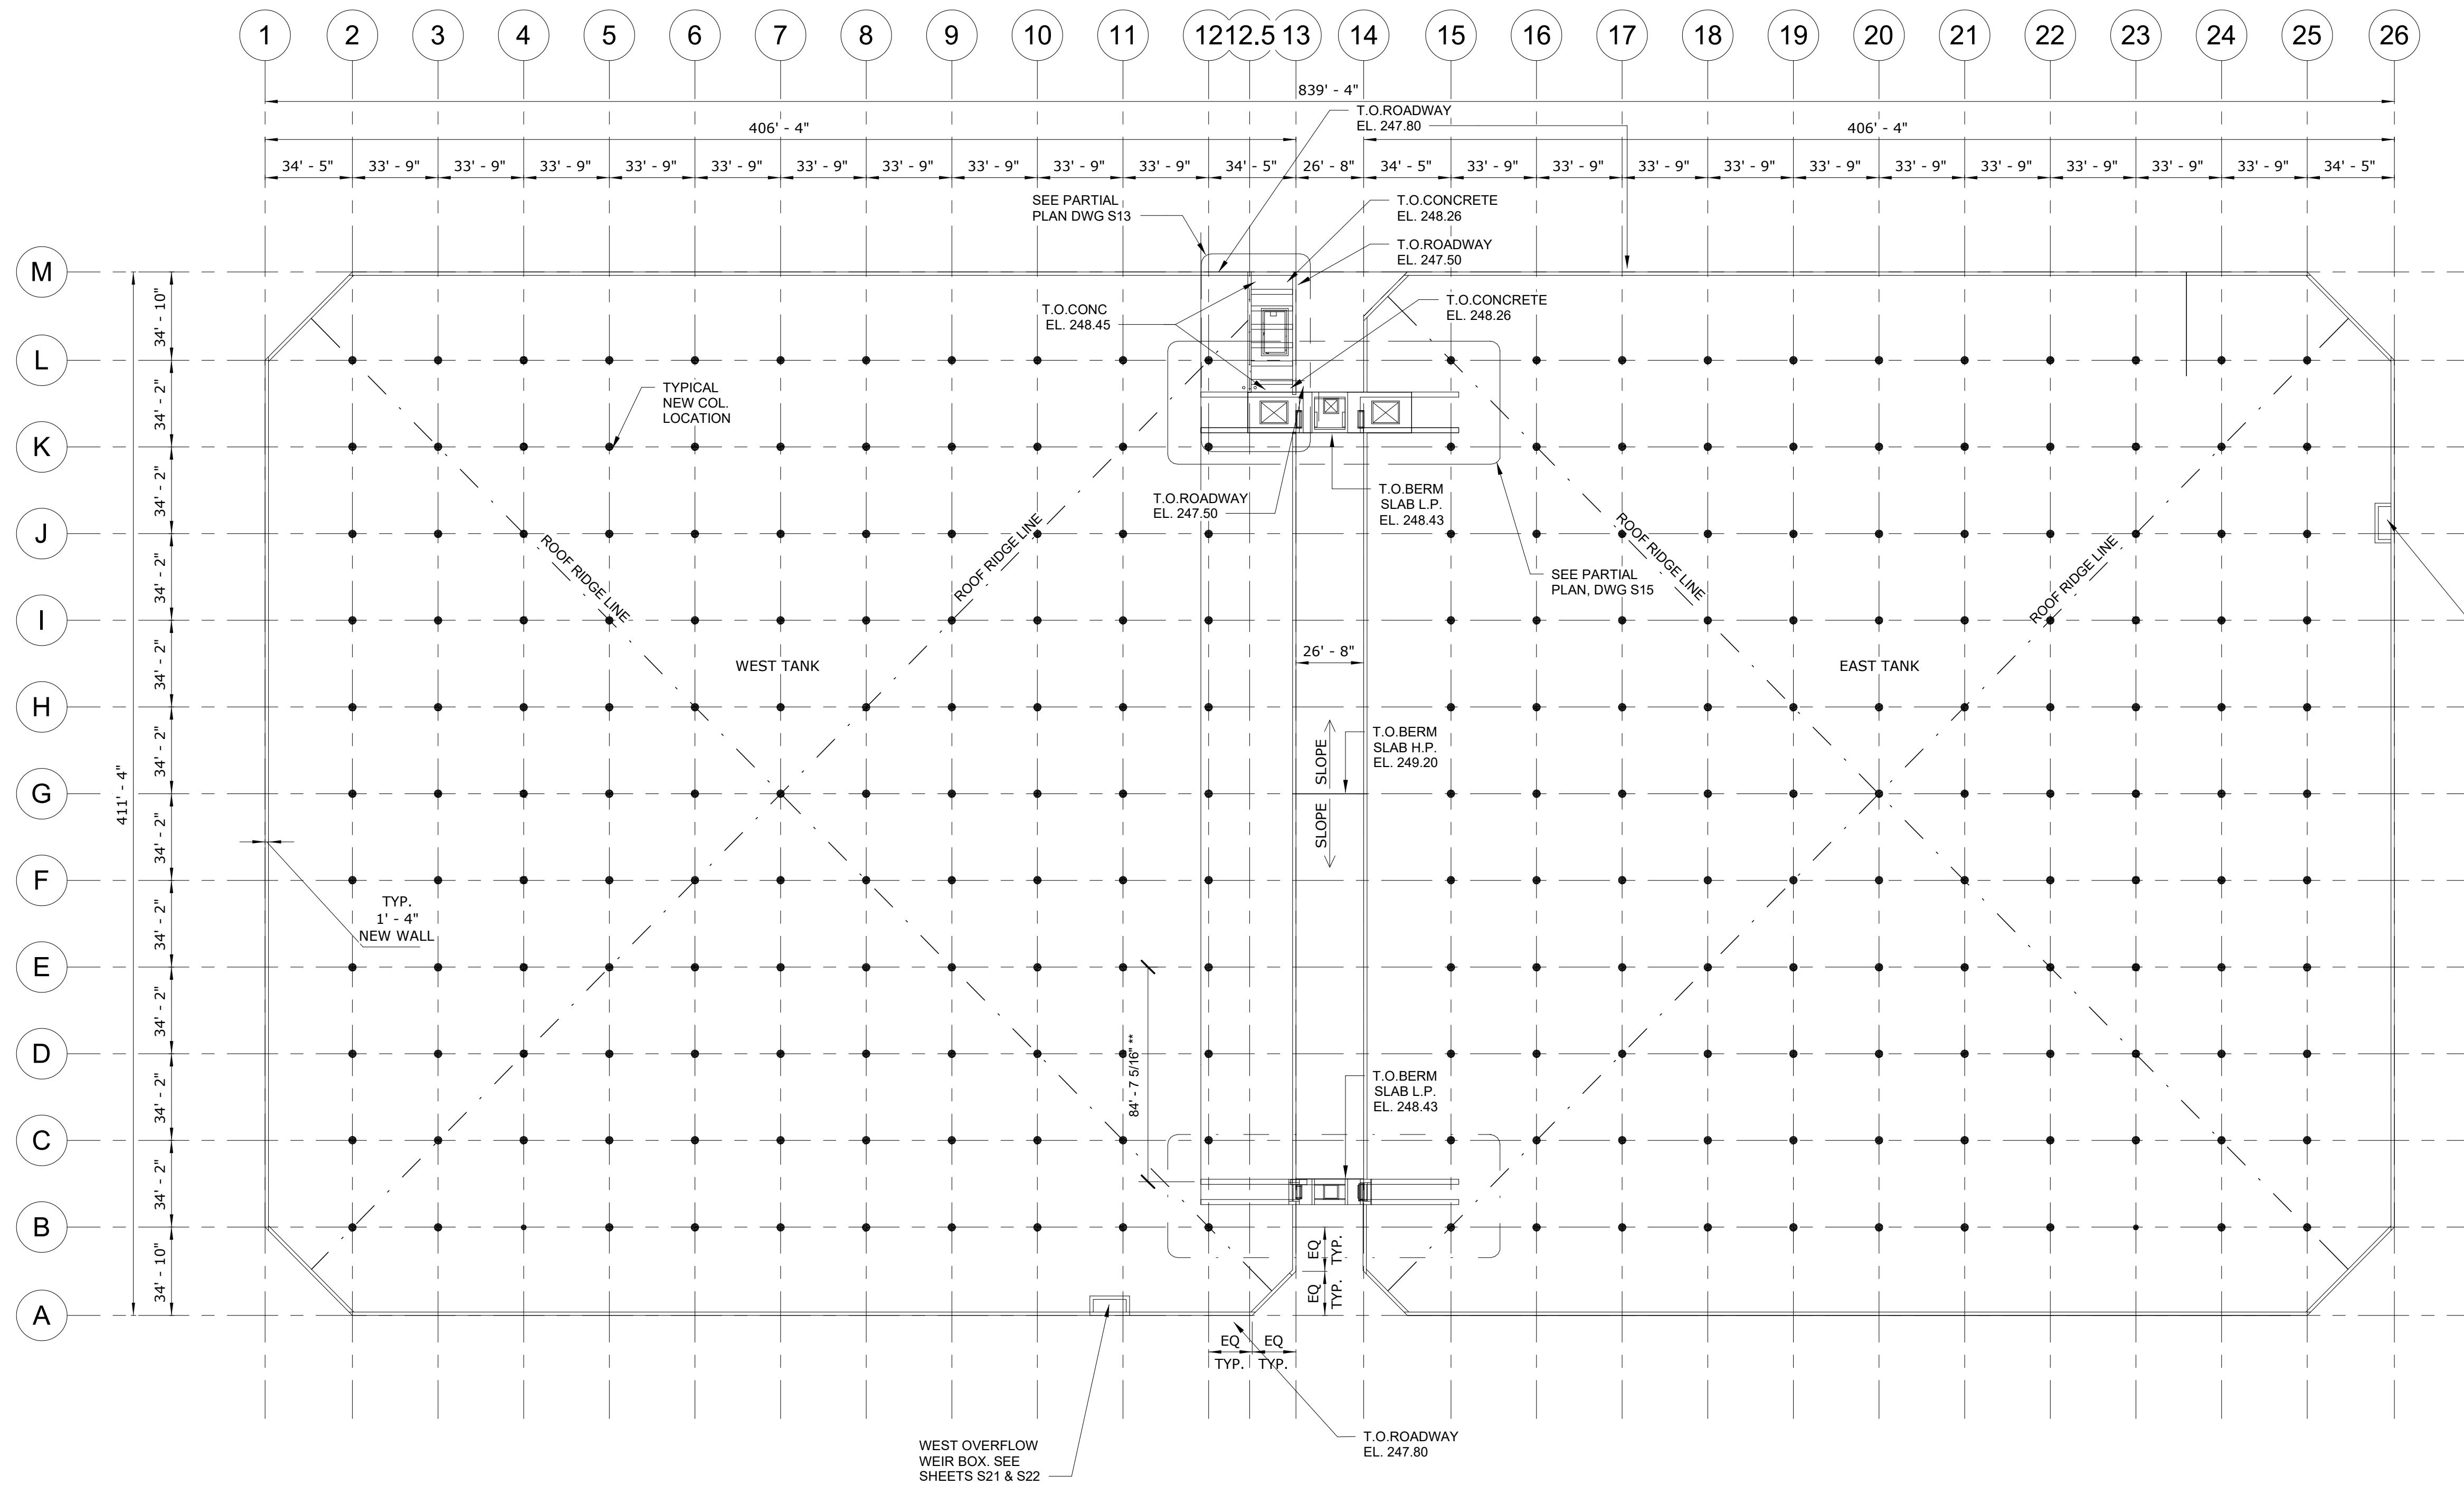 1 2 3 4 5 6 7 8 9 10 11 12 12.5 13 14 15 16 17 18 19 20 21 22 23 24 25 26
839' - 4"
406' - 4" 406' - 4"
34' - 5" 33' - 9" 33' - 9" 33' - 9" 33' - 9" 33' - 9" 33' - 9" 33' - 9" 33' - 9" 33' - 9" 33' - 9" 34' - 5" 26' - 8" 34' - 5" 33' - 9" 33' - 9" 33' - 9" 33' - 9" 33' - 9" 33' - 9" 33' - 9" 33' - 9" 33' - 9" 33' - 9" 34' - 5"
T.O.ROADWAY
EL. 247.80
SEE PARTIAL
PLAN DWG S13
T.O.CONCRETE
EL. 248.26
T.O.ROADWAY
EL. 247.50
T.O.CONC
EL. 248.45
T.O.CONCRETE
EL. 248.26
M
L
K
J
I
H
G
F
E
D
C
B
A
411' - 4"
34' - 10"
34' - 2"
34' - 2"
34' - 2"
34' - 2"
34' - 2"
34' - 2"
34' - 2"
34' - 2"
34' - 2"
34' - 2"
34' - 10"
TYPICAL
NEW COL.
LOCATION
T.O.ROADWAY
EL. 247.50
T.O.BERM
SLAB L.P.
EL. 248.43
SEE PARTIAL
PLAN, DWG S15
ROOF RIDGE LINE
ROOF RIDGE LINE
ROOF RIDGE LINE
ROOF RIDGE LINE
WEST TANK
26' - 8"
EAST TANK
T.O.BERM
SLAB H.P.
EL. 249.20
SLOPE
SLOPE
TYP.
1' - 4"
NEW WALL
84' - 7 5/16" **
T.O.BERM
SLAB L.P.
EL. 248.43
EQ
TYP.
EQ
TYP.
EQ EQ
TYP. TYP.
T.O.ROADWAY
EL. 247.80
WEST OVERFLOW
WEIR BOX. SEE
SHEETS S21 & S22